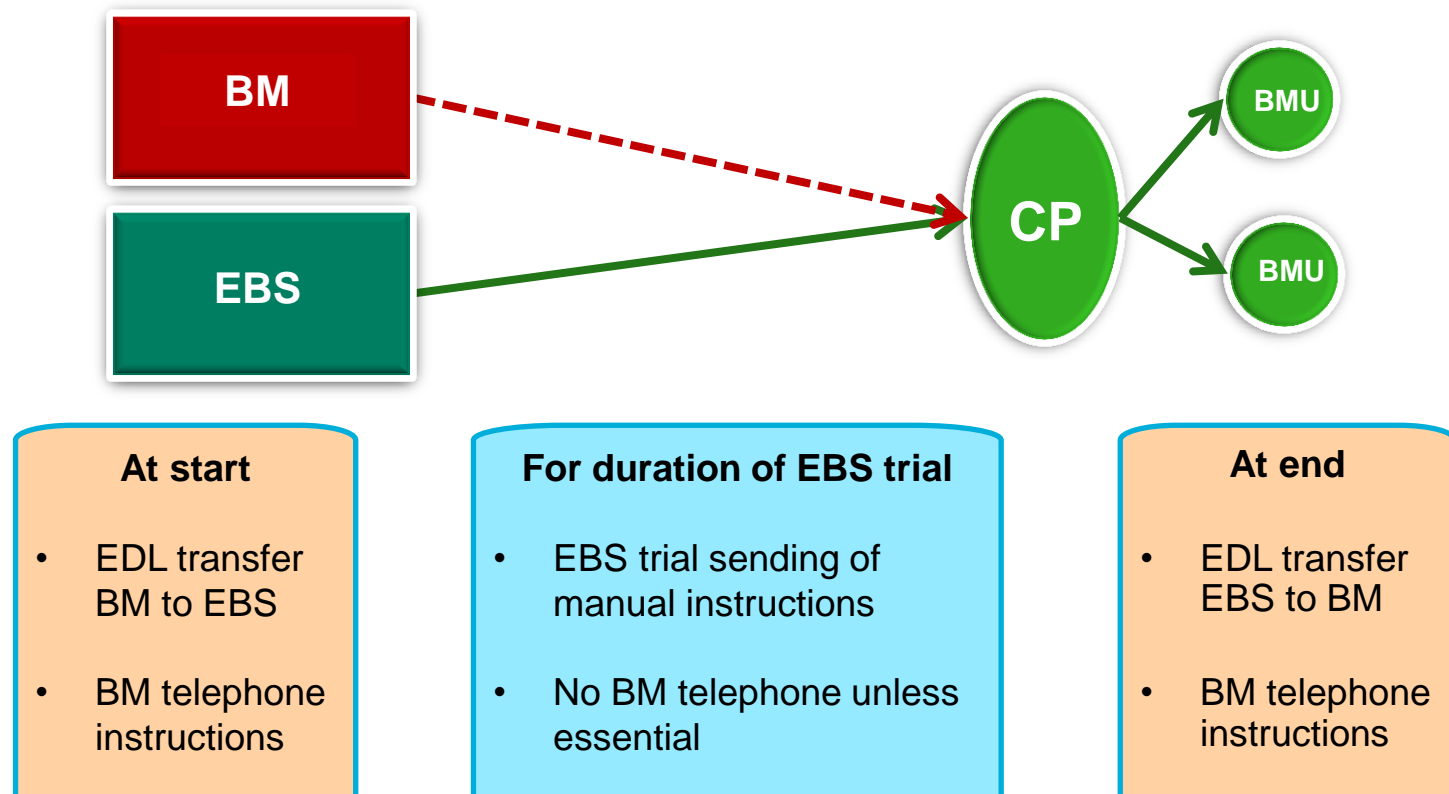 BM
EBS
CP
BMU
BMU
At start
• EDL transfer
BM to EBS
• BM telephone
instructions
For duration of EBS trial
• EBS trial sending of
manual instructions
• No BM telephone unless
essential
At end
• EDL transfer
EBS to BM
• BM telephone
instructions